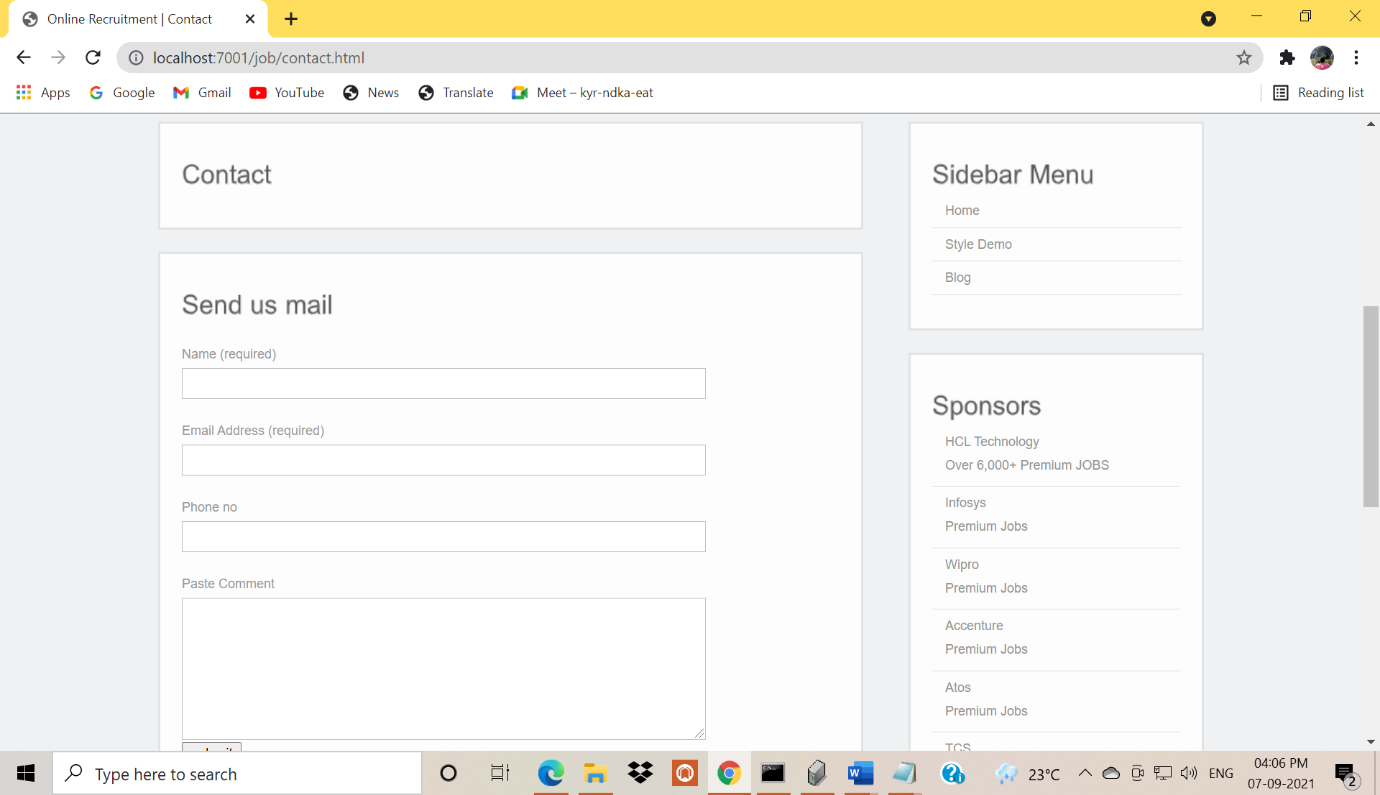 Online Recruitment | Contact
localhost:7001/job/contact.html
Apps Google Gmail YouTube News Translate Meet – kyr-ndka-eat Reading list
Contact
Send us mail
Name (required)
Email Address (required)
Phone no
Paste Comment
Sidebar Menu
Home
Style Demo
Blog
Sponsors
HCL Technology
Over 6,000+ Premium JOBS
Infosys
Premium Jobs
Wipro
Premium Jobs
Accenture
Premium Jobs
Atos
Premium Jobs
TCS
Type here to search
23°C
ENG
04:06 PM
07-09-2021
2